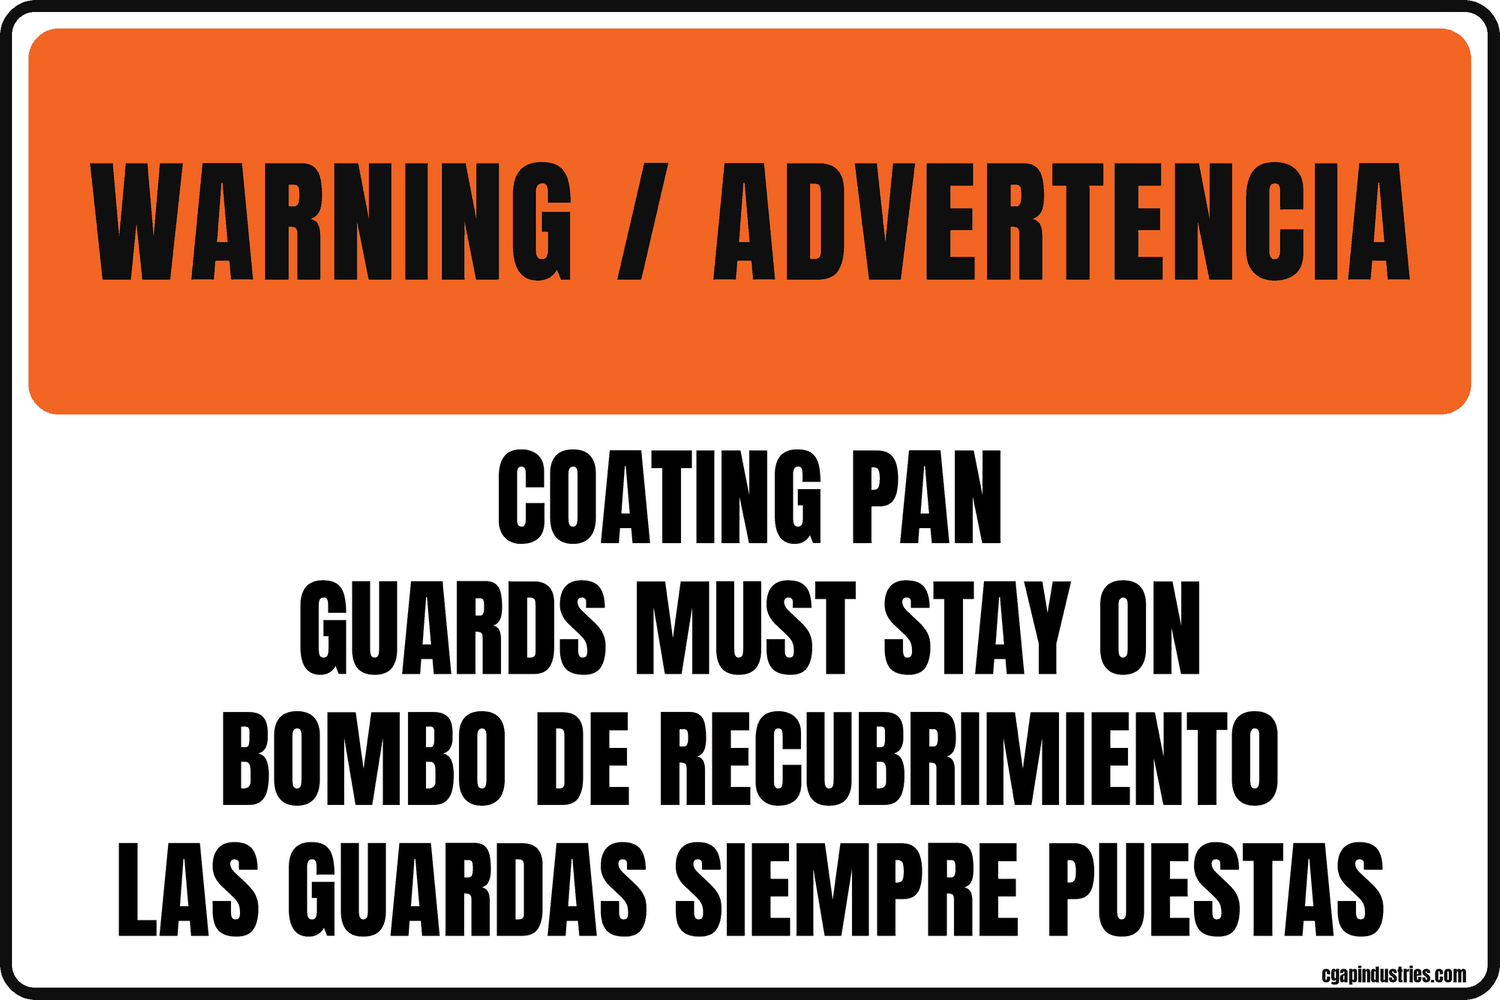 WARNING / ADVERTENCIA
COATING PAN
GUARDS MUST STAY ON
BOMBO DE RECUBRIMIENTO
LAS GUARDAS SIEMPRE PUESTAS
cgapindustries.com